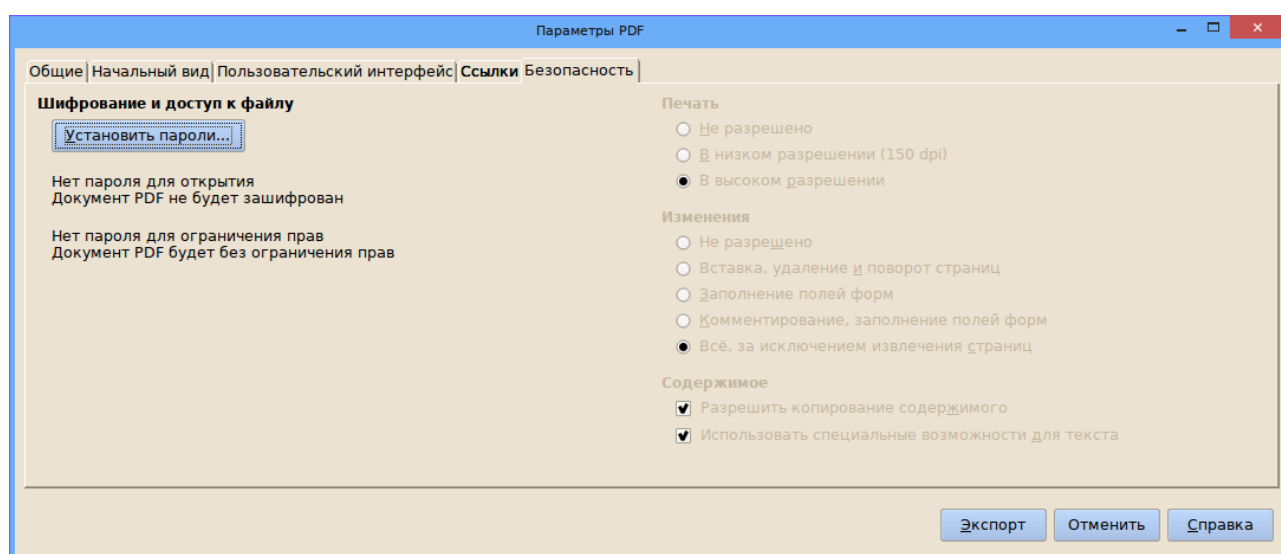 Параметры PDF
Общие Начальный вид Пользовательский интерфейс Ссылки Безопасность
Шифрование и доступ к файлу
Установить пароли...
Нет пароля для открытия
Документ PDF не будет зашифрован
Нет пароля для ограничения прав
Документ PDF будет без ограничения прав
Печать
Не разрешено
В низком разрешении (150 dpi)
В высоком разрешении
Изменения
Не разрешено
Вставка, удаление и поворот страниц
Заполнение полей форм
Комментирование, заполнение полей форм
Всё, за исключением извлечения страниц
Содержимое
Разрешить копирование содержимого
Использовать специальные возможности для текста
Экспорт Отменить Справка